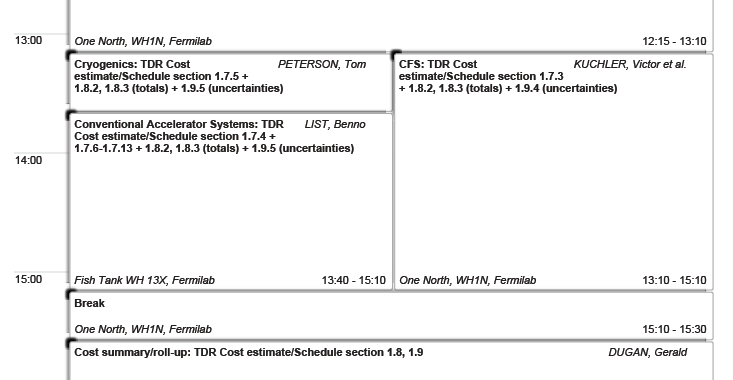 13:00
One North, WH1N, Fermilab 12:15 - 13:10
Cryogenics: TDR Cost PETERSON, Tom
estimate/Schedule section 1.7.5 +
1.8.2, 1.8.3 (totals) + 1.9.5 (uncertainties)
CFS: TDR Cost KUCHLER, Victor et al.
estimate/Schedule section 1.7.3
+ 1.8.2, 1.8.3 (totals) + 1.9.4 (uncertainties)
Conventional Accelerator Systems: TDR LIST, Benno
Cost estimate/Schedule section 1.7.4 +
1.7.6-1.7.13 + 1.8.2, 1.8.3 (totals) + 1.9.5 (uncertainties)
14:00
15:00
Fish Tank WH 13X, Fermilab 13:40 - 15:10
One North, WH1N, Fermilab 13:10 - 15:10
Break
One North, WH1N, Fermilab 15:10 - 15:30
Cost summary/roll-up: TDR Cost estimate/Schedule section 1.8, 1.9 DUGAN, Gerald